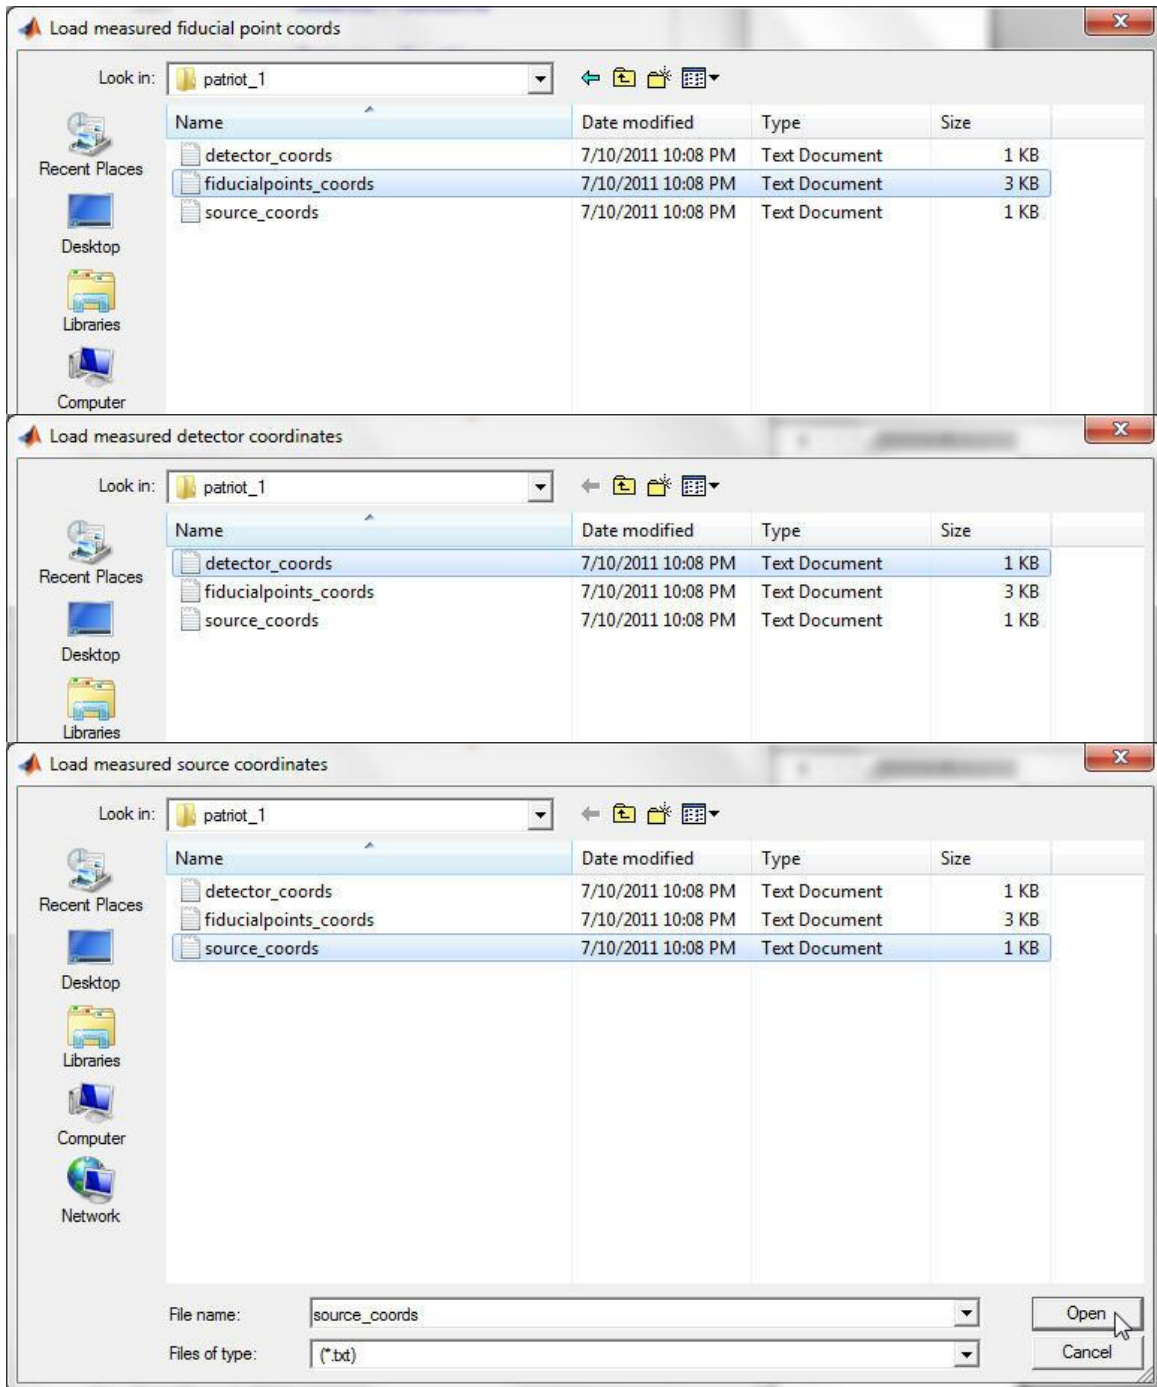 Load measured fiducial point coords
Look in: patriot_1
Name Date modified Type Size
detector_coords 7/10/2011 10:08 PM Text Document 1 KB
fiducialpoints_coords 7/10/2011 10:08 PM Text Document 3 KB
source_coords 7/10/2011 10:08 PM Text Document 1 KB
Recent Places
Desktop
Libraries
Computer
Load measured detector coordinates
Look in: patriot_1
Name Date modified Type Size
detector_coords 7/10/2011 10:08 PM Text Document 1 KB
fiducialpoints_coords 7/10/2011 10:08 PM Text Document 3 KB
source_coords 7/10/2011 10:08 PM Text Document 1 KB
Recent Places
Desktop
Libraries
Load measured source coordinates
Look in: patriot_1
Name Date modified Type Size
detector_coords 7/10/2011 10:08 PM Text Document 1 KB
fiducialpoints_coords 7/10/2011 10:08 PM Text Document 3 KB
source_coords 7/10/2011 10:08 PM Text Document 1 KB
Recent Places
Desktop
Libraries
Computer
Network
File name: source_coords Open
Files of type: (*.txt) Cancel